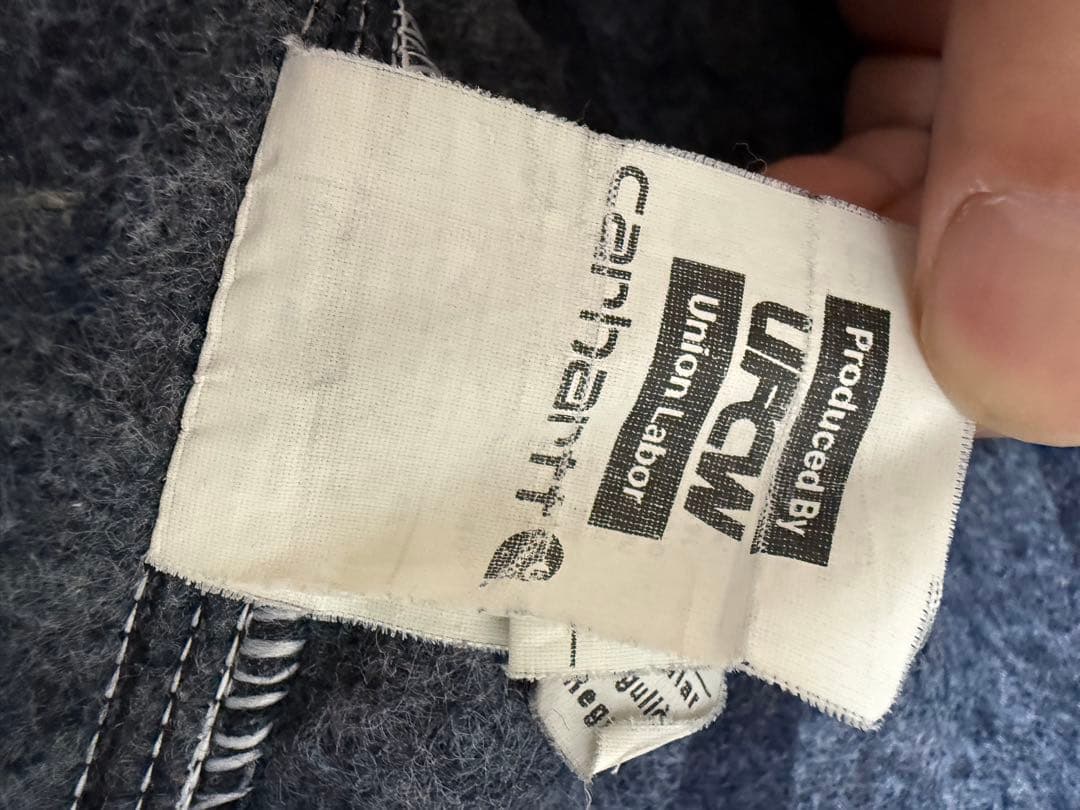 Produced By
UFCW
Union Labor
carhartt